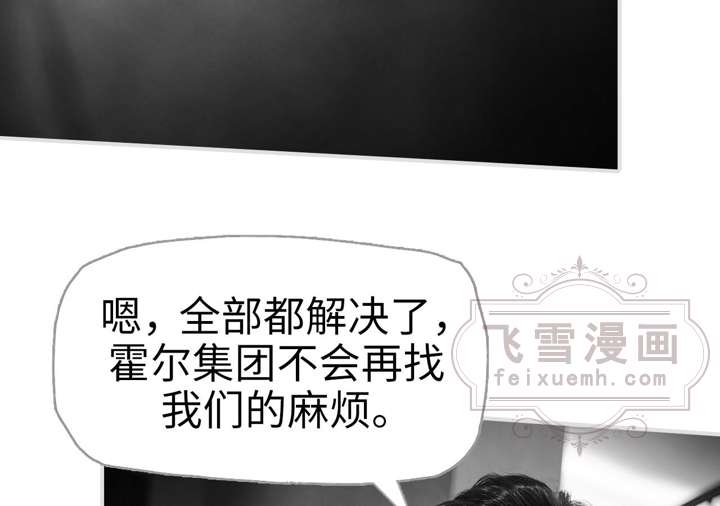 嗯，全部都解决了，
霍尔集团不会再找
我们的麻烦。
飞雪漫画
feixuemh.com